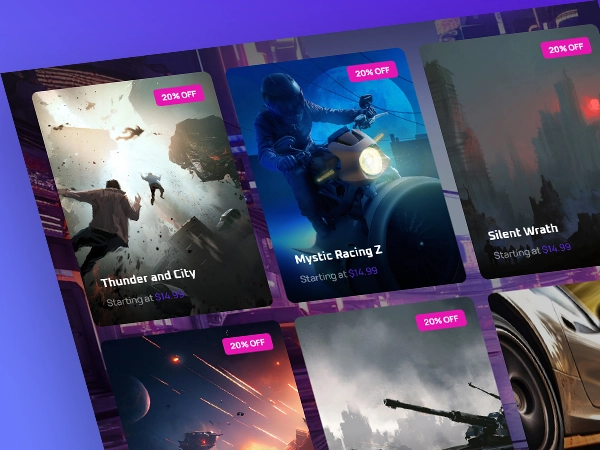 20% OFF
Thunder and City
Starting at $14.99
20% OFF
Mystic Racing Z
Starting at $14.99
20% OFF
Silent Wrath
Starting at $14.99
20% OFF
20% OFF